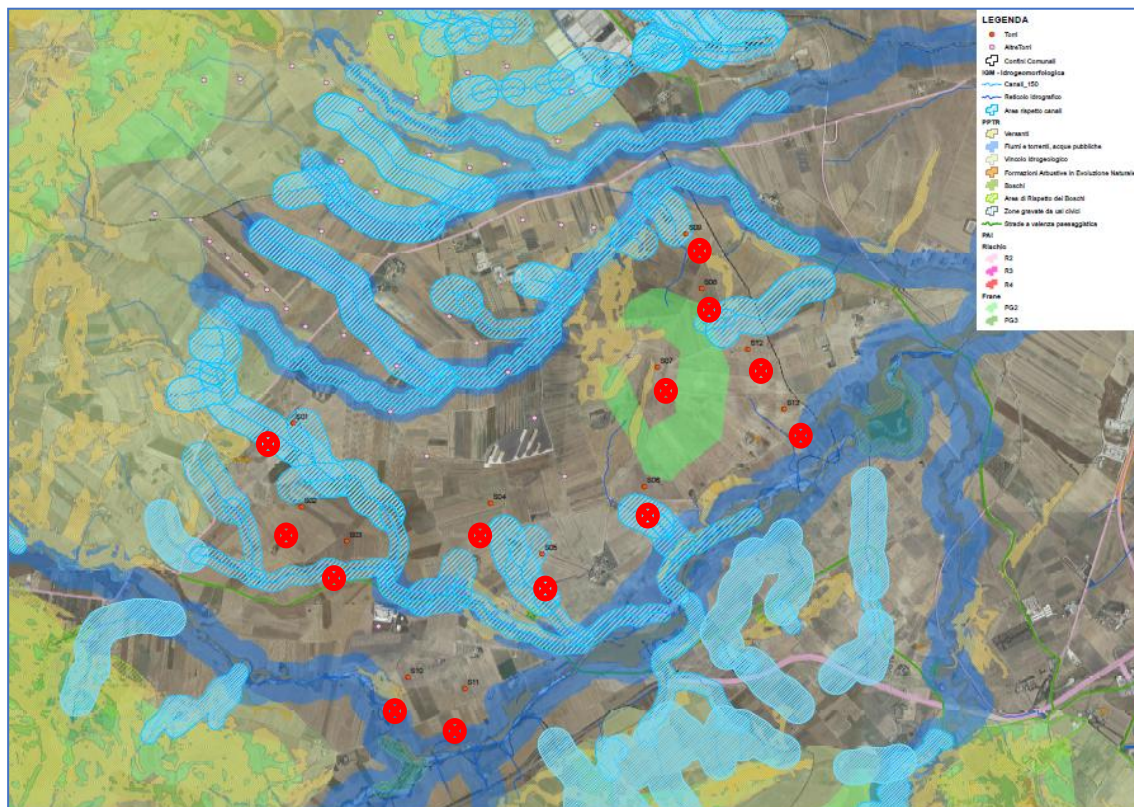 LEGENDA
Torri
AltreTorri
Confini Comunali
IGM - Idrogeomorfologica
Canali_150
Reticolo Idrografico
Area rispetto canali
PPTR
Versanti
Fiumi e torrenti, acque pubbliche
Vincolo Idrogeologico
Formazioni Arbustive in Evoluzione Naturale
Boschi
Area di Rispetto dei Boschi
Zone gravate da usi civici
Strade a valenza paesaggistica
PAI
Rischio
R2
R3
R4
Frane
PG2
PG3
S09
S08
S12
S07
S13
S01
S06
S02
S04
S03
S05
S10
S11